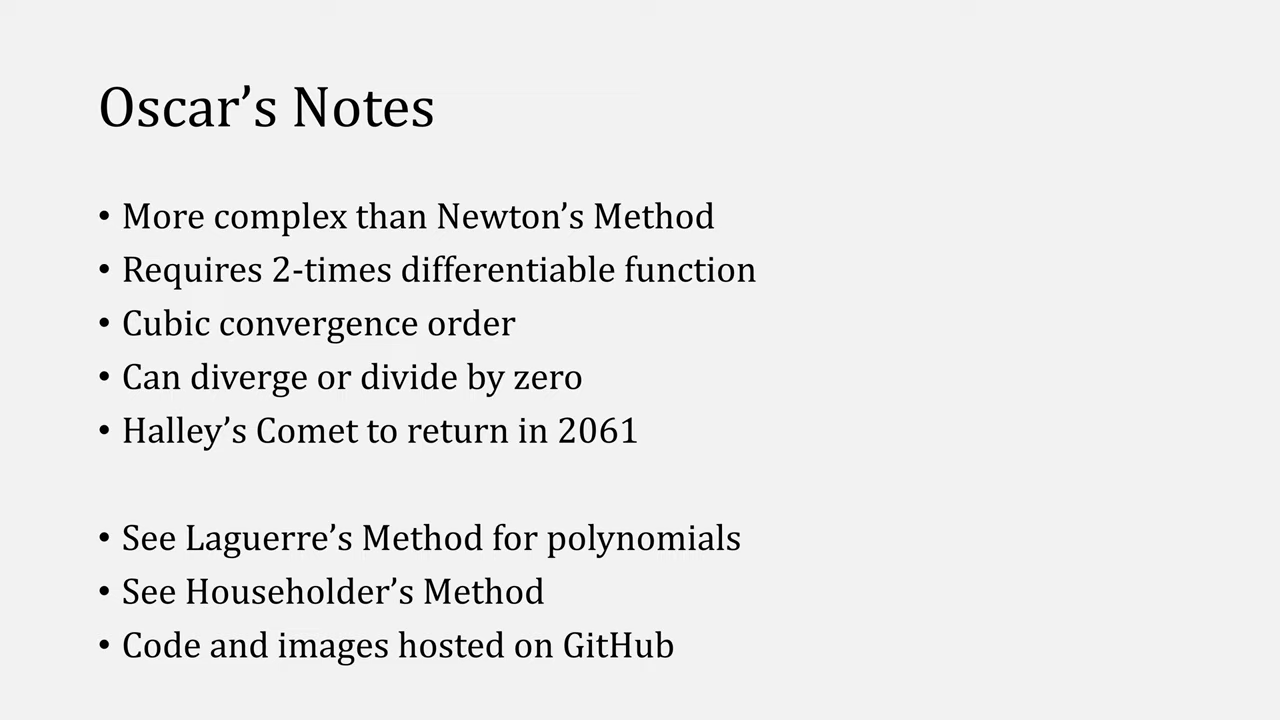 Oscar’s Notes
• More complex than Newton’s Method
• Requires 2-times differentiable function
• Cubic convergence order
• Can diverge or divide by zero
• Halley’s Comet to return in 2061
• See Laguerre’s Method for polynomials
• See Householder’s Method
• Code and images hosted on GitHub